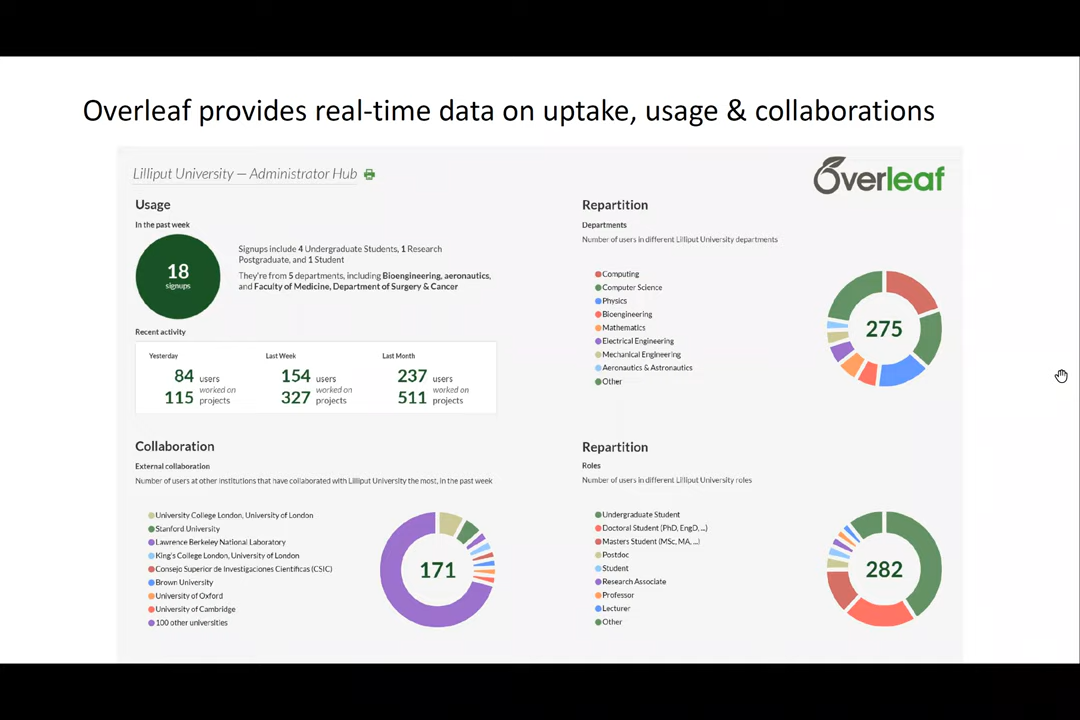 Overleaf provides real-time data on uptake, usage & collaborations
Lilliput University — Administrator Hub
Overleaf
Usage
In the past week
18
signups
Signups include 4 Undergraduate Students, 1 Research
Postgraduate, and 1 Student
They're from 5 departments, including Bioengineering, aeronautics,
and Faculty of Medicine, Department of Surgery & Cancer
Recent activity
Yesterday
84 users
worked on
115 projects
Last Week
154 users
worked on
327 projects
Last Month
237 users
worked on
511 projects
Repartition
Departments
Number of users in different Lilliput University departments
Computing
Computer Science
Physics
Bioengineering
Mathematics
Electrical Engineering
Mechanical Engineering
Aeronautics & Astronautics
Other
275
Collaboration
External collaboration
Number of users at other institutions that have collaborated with Lilliput University the most, in the past week
University College London, University of London
Stanford University
Lawrence Berkeley National Laboratory
King's College London, University of London
Consejo Superior de Investigaciones Científicas (CSIC)
Brown University
University of Oxford
University of Cambridge
100 other universities
171
Repartition
Roles
Number of users in different Lilliput University roles
Undergraduate Student
Doctoral Student (PhD, EngD, ...)
Masters Student (MSc, MA, ...)
Postdoc
Student
Research Associate
Professor
Lecturer
Other
282